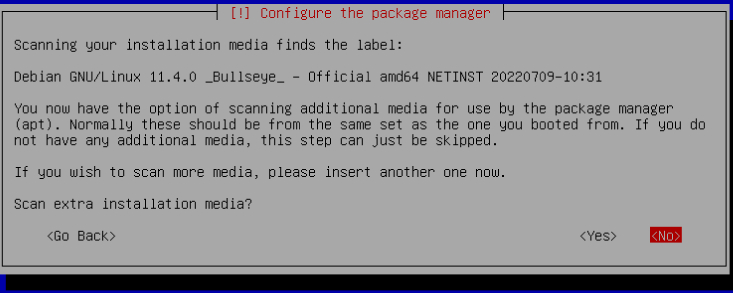 [!] Configure the package manager
Scanning your installation media finds the label:
Debian GNU/Linux 11.4.0 _Bullseye_ - Official amd64 NETINST 20220709-10:31
You now have the option of scanning additional media for use by the package manager
(apt). Normally these should be from the same set as the one you booted from. If you do
not have any additional media, this step can just be skipped.
If you wish to scan more media, please insert another one now.
Scan extra installation media?
<Go Back> <Yes> <No>